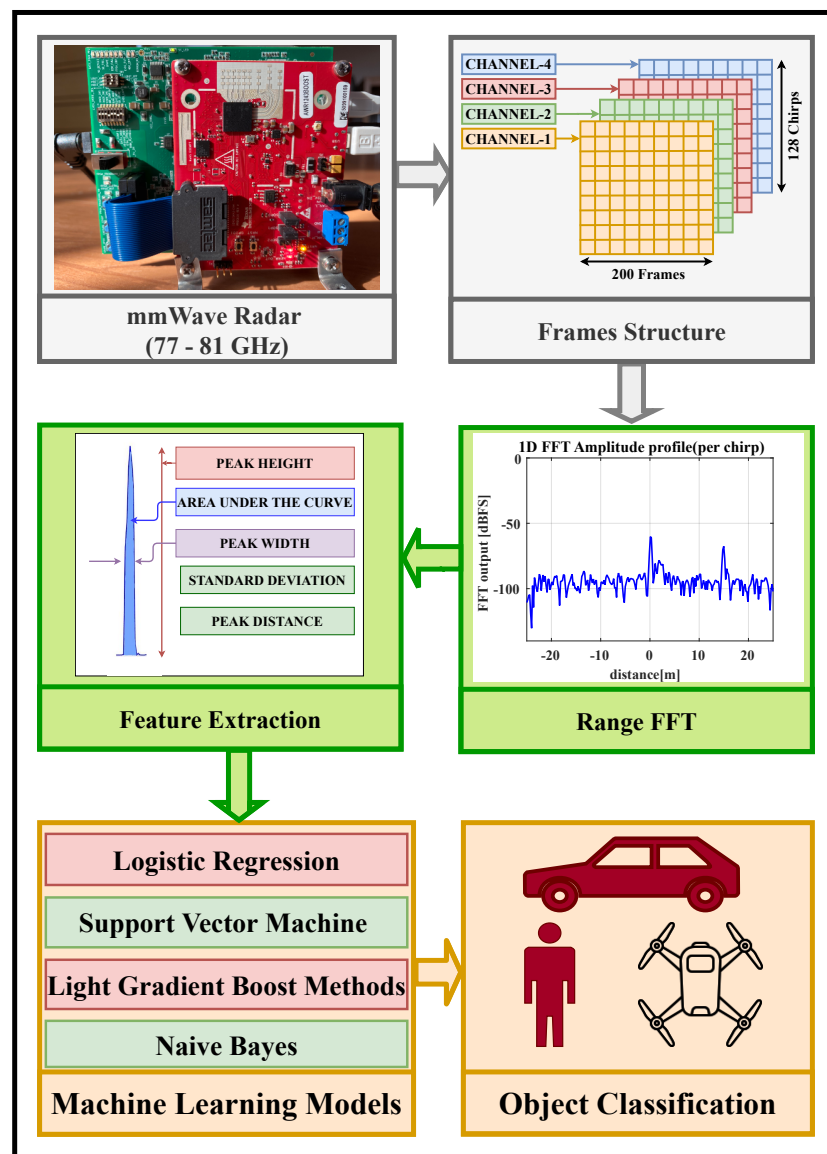 AWR1843BOOST
samtec
mmWave Radar
(77 - 81 GHz)
CHANNEL-4
CHANNEL-3
CHANNEL-2
CHANNEL-1
128 Chirps
200 Frames
Frames Structure
PEAK HEIGHT
AREA UNDER THE CURVE
PEAK WIDTH
STANDARD DEVIATION
PEAK DISTANCE
Feature Extraction
1D FFT Amplitude profile(per chirp)
FFT output [dBFS]
0
-50
-100
-20
-10
0
10
20
distance[m]
Range FFT
Logistic Regression
Support Vector Machine
Light Gradient Boost Methods
Naive Bayes
Machine Learning Models
Object Classification